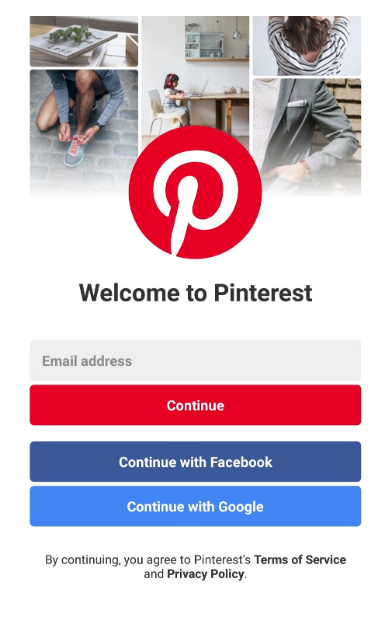 Welcome to Pinterest
Email address
Continue
Continue with Facebook
Continue with Google
By continuing, you agree to Pinterest's Terms of Service
and Privacy Policy.